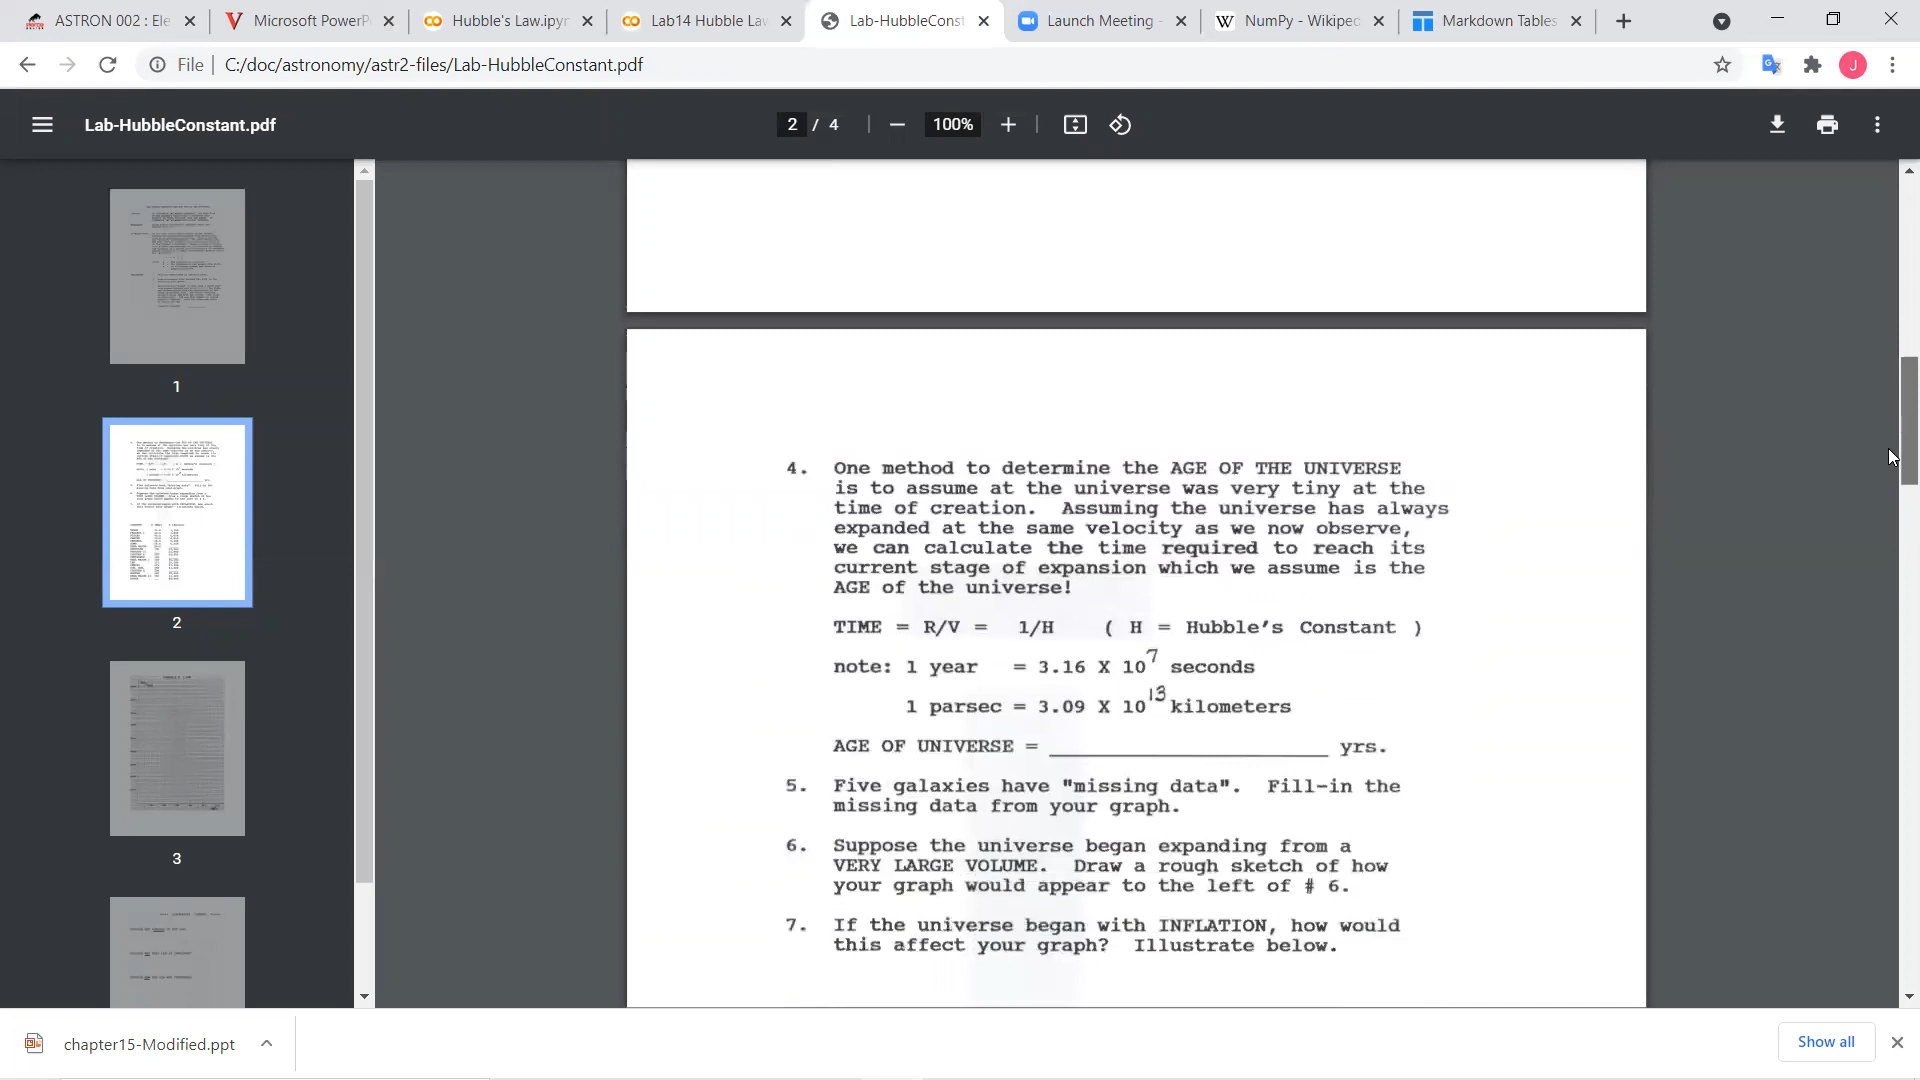 ASTRON 002 : Ele
Microsoft PowerP
Hubble's Law.ipyn
Lab14 Hubble Law
Lab-HubbleConst
Launch Meeting -
NumPy - Wikiped
Markdown Tables
File
C:/doc/astronomy/astr2-files/Lab-HubbleConstant.pdf
J
Lab-HubbleConstant.pdf
2 / 4
100%
1
2
3
4. One method to determine the AGE OF THE UNIVERSE
is to assume at the universe was very tiny at the
time of creation. Assuming the universe has always
expanded at the same velocity as we now observe,
we can calculate the time required to reach its
current stage of expansion which we assume is the
AGE of the universe!
TIME = R/V = 1/H ( H = Hubble's Constant )
note: 1 year = 3.16 X 10⁷ seconds
1 parsec = 3.09 X 10¹³ kilometers
AGE OF UNIVERSE = ____________________ yrs.
5. Five galaxies have "missing data". Fill-in the
missing data from your graph.
6. Suppose the universe began expanding from a
VERY LARGE VOLUME. Draw a rough sketch of how
your graph would appear to the left of # 6.
7. If the universe began with INFLATION, how would
this affect your graph? Illustrate below.
chapter15-Modified.ppt
Show all